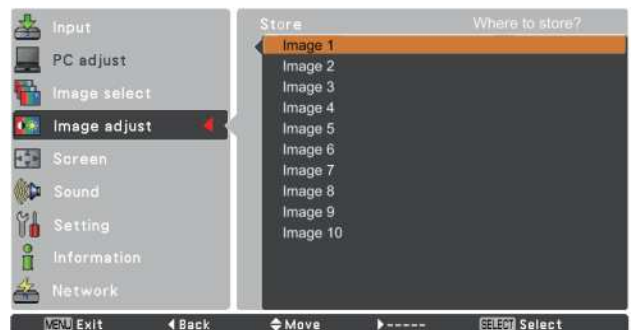 Input
PC adjust
Image select
Image adjust
Screen
Sound
Setting
Information
Network
Store Where to store?
Image 1
Image 2
Image 3
Image 4
Image 5
Image 6
Image 7
Image 8
Image 9
Image 10
MENU Exit ◀Back ◆Move ▶----- SELECT Select